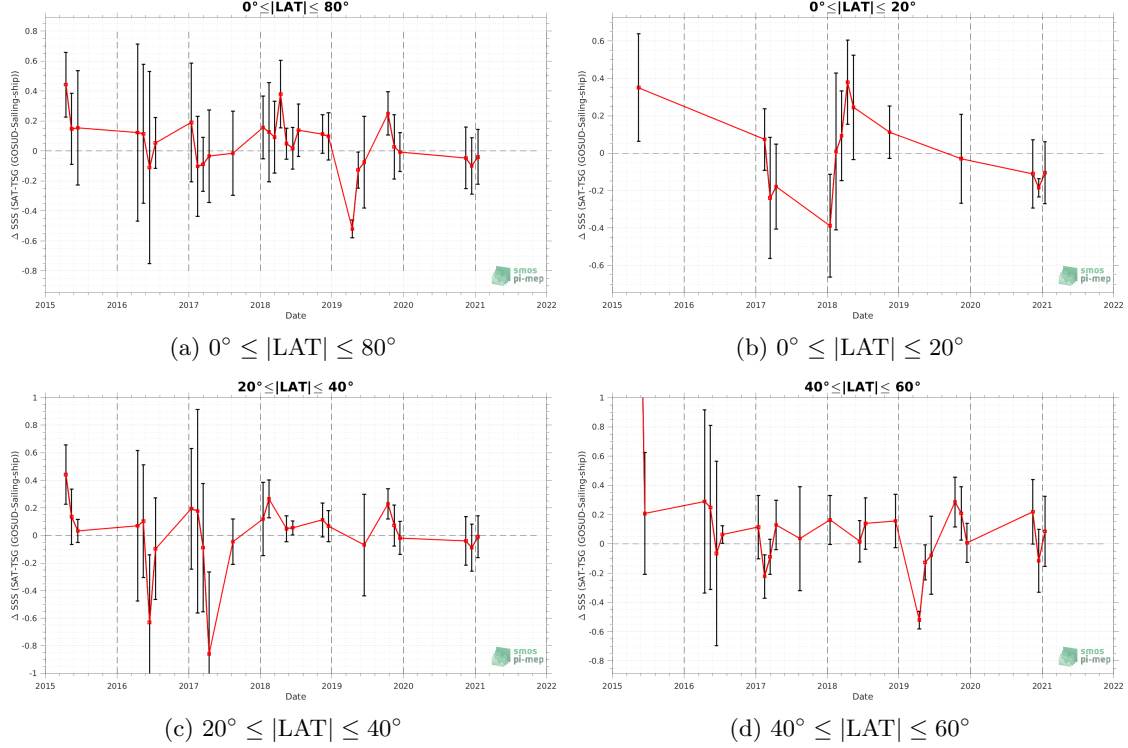 0°≤|LAT|≤ 80°
Δ SSS (SAT-TSG (GOSUD-Sailing-ship))
0.8
0.6
0.4
0.2
0
-0.2
-0.4
-0.6
-0.8
2015 2016 2017 2018 2019 2020 2021 2022
Date
smos
pi-mep
(a) 0° ≤ |LAT| ≤ 80°
0°≤|LAT|≤ 20°
Δ SSS (SAT-TSG (GOSUD-Sailing-ship))
0.6
0.4
0.2
0
-0.2
-0.4
-0.6
2015 2016 2017 2018 2019 2020 2021 2022
Date
smos
pi-mep
(b) 0° ≤ |LAT| ≤ 20°
20°≤|LAT|≤ 40°
Δ SSS (SAT-TSG (GOSUD-Sailing-ship))
1
0.8
0.6
0.4
0.2
0
-0.2
-0.4
-0.6
-0.8
-1
2015 2016 2017 2018 2019 2020 2021 2022
Date
smos
pi-mep
(c) 20° ≤ |LAT| ≤ 40°
40°≤|LAT|≤ 60°
Δ SSS (SAT-TSG (GOSUD-Sailing-ship))
1
0.8
0.6
0.4
0.2
0
-0.2
-0.4
-0.6
-0.8
2015 2016 2017 2018 2019 2020 2021 2022
Date
smos
pi-mep
(d) 40° ≤ |LAT| ≤ 60°